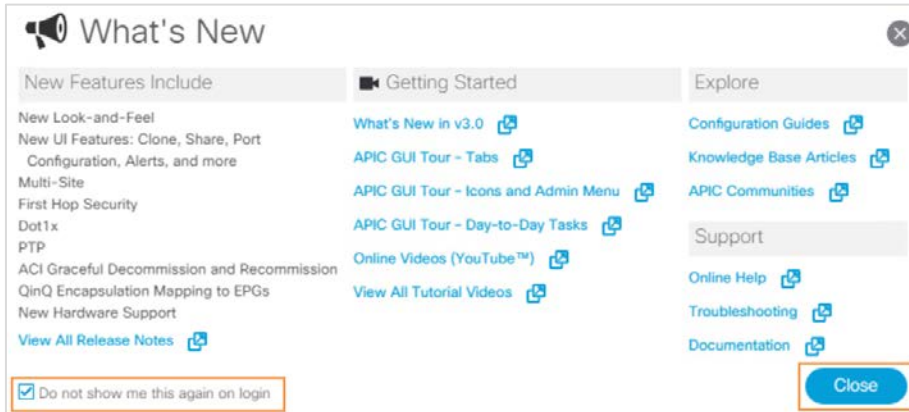 What's New
New Features Include
New Look-and-Feel
New UI Features: Clone, Share, Port
Configuration, Alerts, and more
Multi-Site
First Hop Security
Dot1x
PTP
ACI Graceful Decommission and Recommission
QinQ Encapsulation Mapping to EPGs
New Hardware Support
View All Release Notes
Do not show me this again on login
Getting Started
What's New in v3.0
APIC GUI Tour - Tabs
APIC GUI Tour - Icons and Admin Menu
APIC GUI Tour - Day-to-Day Tasks
Online Videos (YouTube™)
View All Tutorial Videos
Explore
Configuration Guides
Knowledge Base Articles
APIC Communities
Support
Online Help
Troubleshooting
Documentation
Close